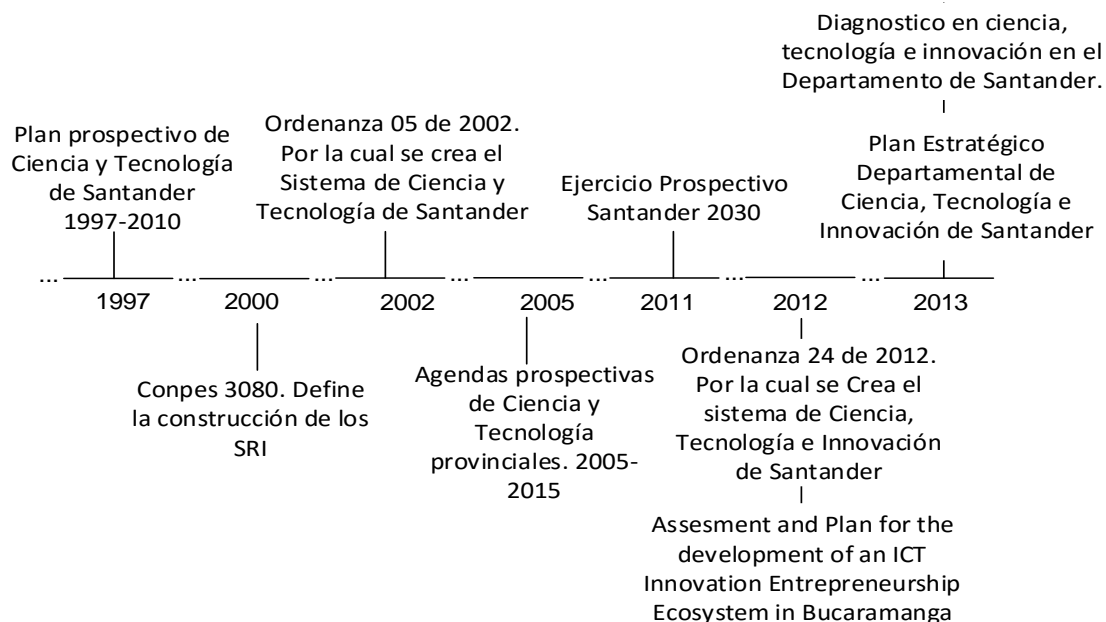 Plan prospectivo de
Ciencia y Tecnología
de Santander
1997-2010
Ordenanza 05 de 2002.
Por la cual se crea el
Sistema de Ciencia y
Tecnología de Santander
Ejercicio Prospectivo
Santander 2030
Diagnostico en ciencia,
tecnología e innovación en el
Departamento de Santander.
Plan Estratégico
Departamental de
Ciencia, Tecnología e
Innovación de Santander
... ... ... ... ... ... ...
1997 2000 2002 2005 2011 2012 2013
Conpes 3080. Define
la construcción de los
SRI
Agendas prospectivas
de Ciencia y
Tecnología
provinciales. 2005-
2015
Ordenanza 24 de 2012.
Por la cual se Crea el
sistema de Ciencia,
Tecnología e Innovación
de Santander
Assesment and Plan for the
development of an ICT
Innovation Entrepreneurship
Ecosystem in Bucaramanga